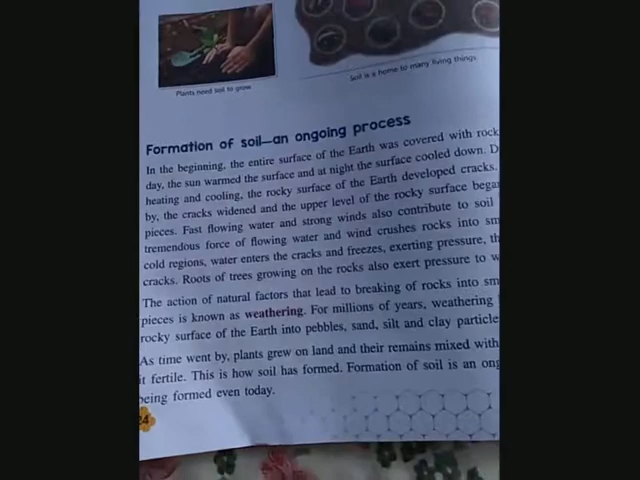 Plants need soil to grow
Soil is a home to many living things
Formation of soil—an ongoing process
In the beginning, the entire surface of the Earth was covered with rock
day, the sun warmed the surface and at night the surface cooled down. D
heating and cooling, the rocky surface of the Earth developed cracks.
by, the cracks widened and the upper level of the rocky surface bega
pieces. Fast flowing water and strong winds also contribute to soil
tremendous force of flowing water and wind crushes rocks into sm
cold regions, water enters the cracks and freezes, exerting pressure, th
cracks. Roots of trees growing on the rocks also exert pressure to w
The action of natural factors that lead to breaking of rocks into sm
pieces is known as weathering. For millions of years, weathering
rocky surface of the Earth into pebbles, sand, silt and clay particle
As time went by, plants grew on land and their remains mixed with
it fertile. This is how soil has formed. Formation of soil is an ong
being formed even today.
24